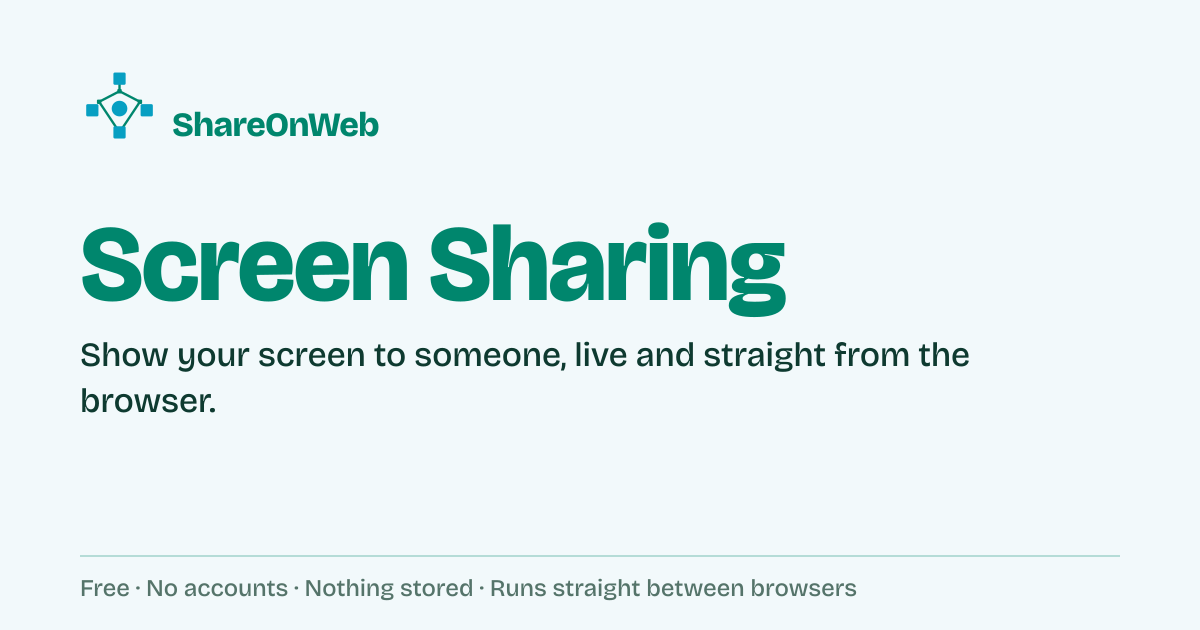 ShareOnWeb
Screen Sharing
Show your screen to someone, live and straight from the
browser.
Free · No accounts · Nothing stored · Runs straight between browsers